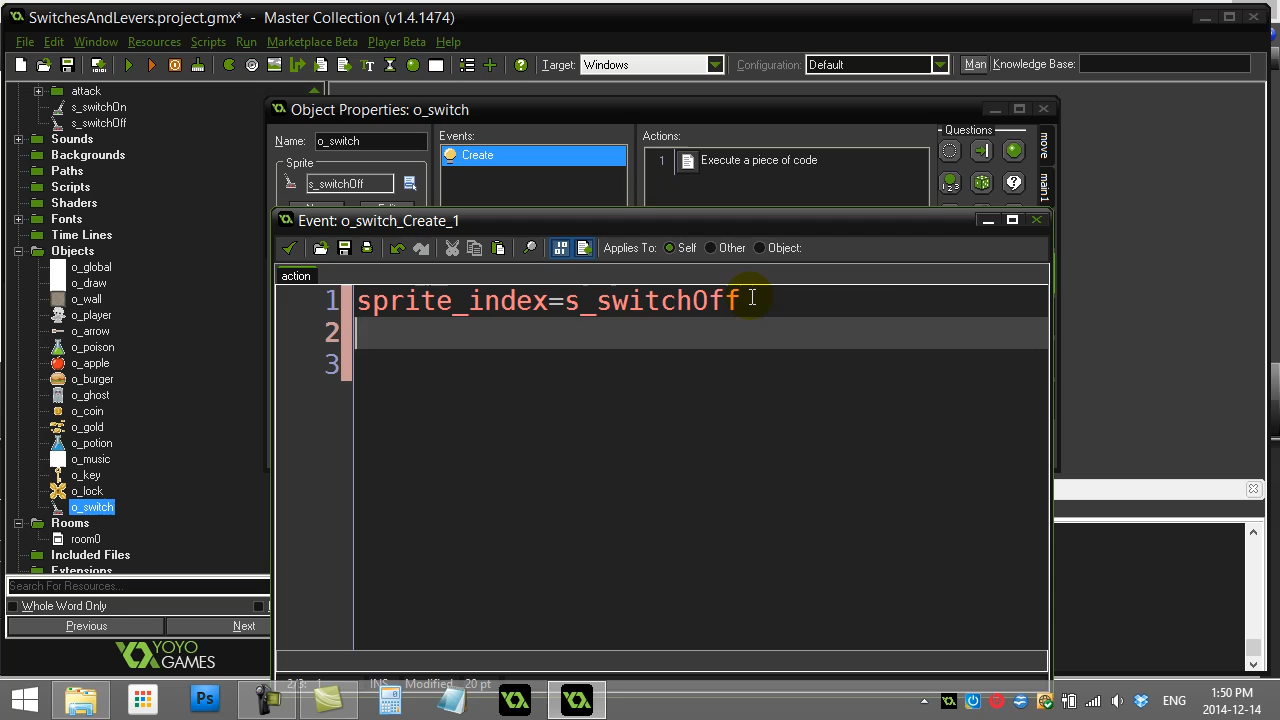 SwitchesAndLevers.project.gmx* - Master Collection (v1.4.1474)
File Edit Window Resources Scripts Run Marketplace Beta Player Beta Help
Target: Windows Configuration: Default Man Knowledge Base:
attack
s_switchOn
s_switchOff
Sounds
Backgrounds
Paths
Scripts
Shaders
Fonts
Time Lines
Objects
o_global
o_draw
o_wall
o_player
o_arrow
o_poison
o_apple
o_burger
o_ghost
o_coin
o_gold
o_potion
o_music
o_key
o_lock
o_switch
Rooms
room0
Included Files
Extensions
Search For Resources...
Whole Word Only
Previous Next
YOYO
GAMES
Object Properties: o_switch
Name: o_switch
Sprite
s_switchOff
Events:
Create
Actions:
1 Execute a piece of code
Questions
move
main1
Event: o_switch_Create_1
Applies To: Self Other Object:
action
1 sprite_index=s_switchOff
2
3
2/3: 1 INS Modified 20 pt
Ps
ENG
1:50 PM
2014-12-14